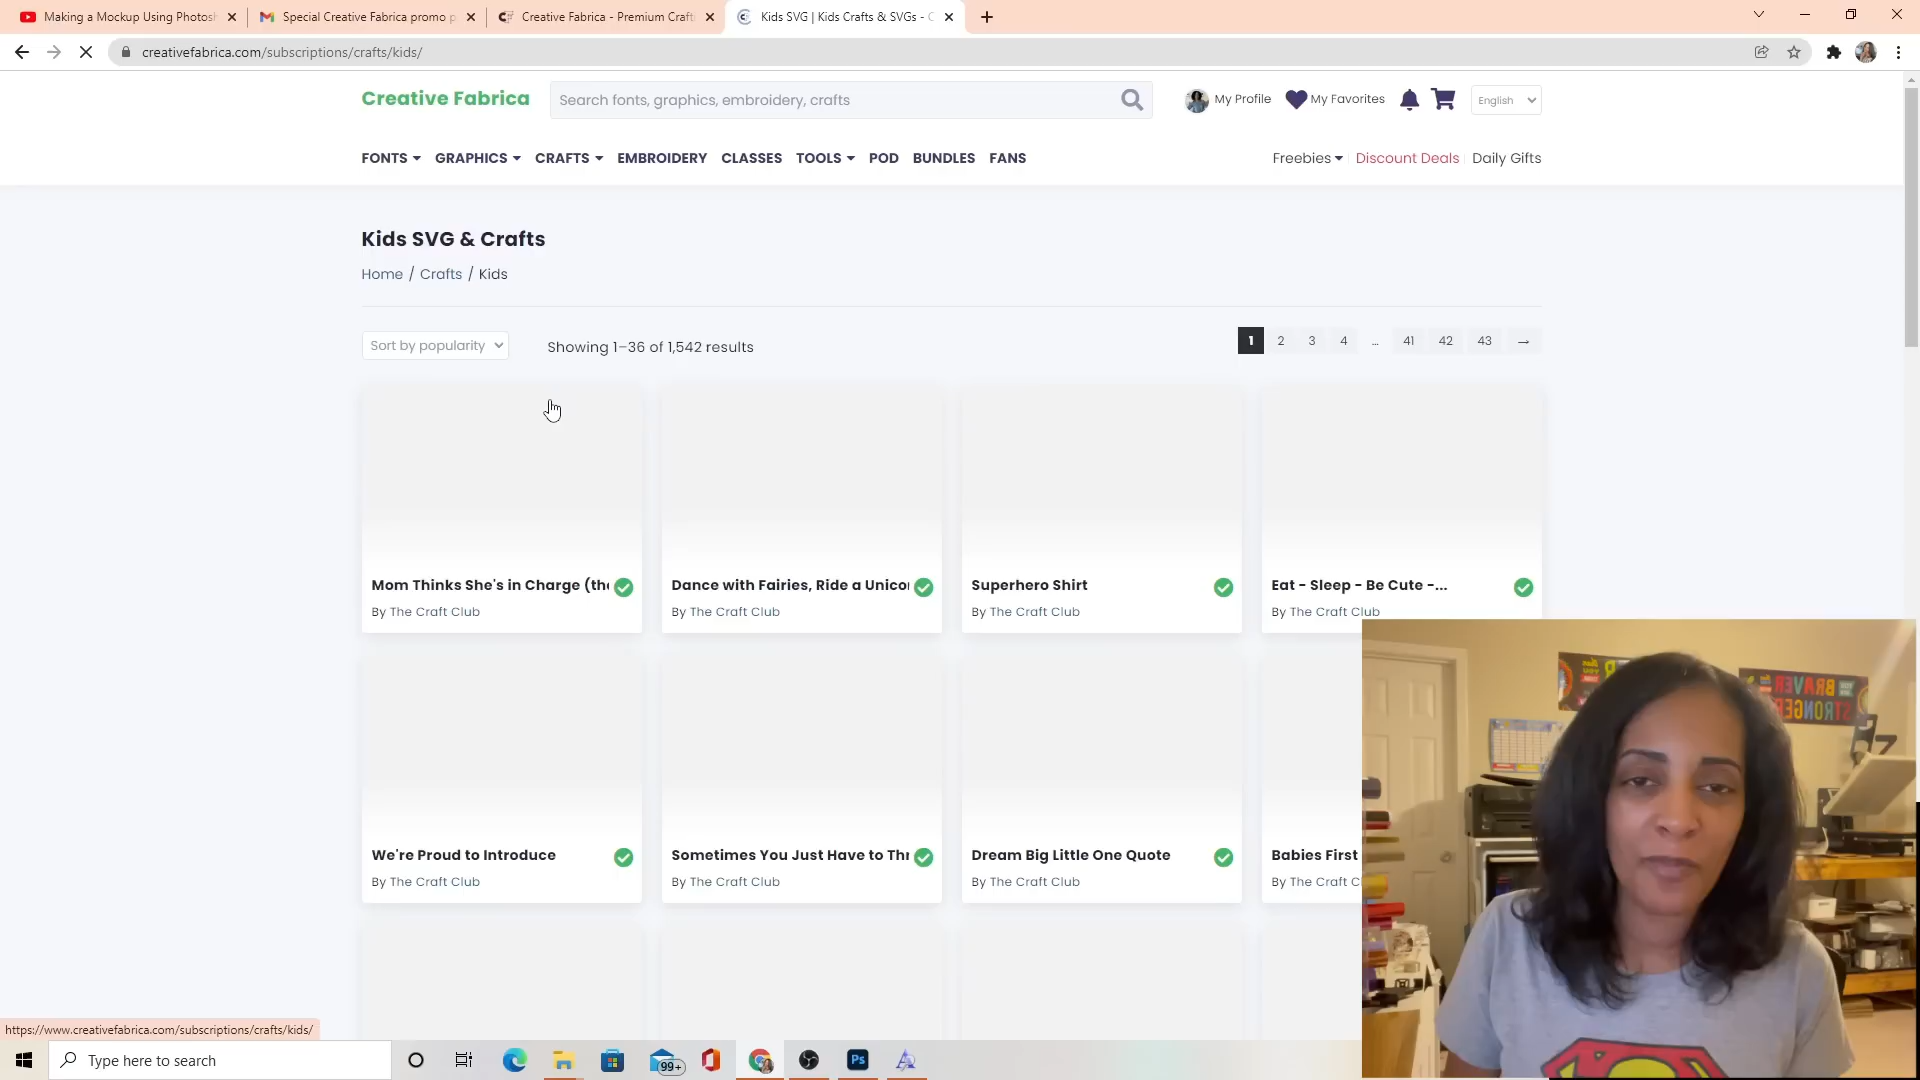 Making a Mockup Using Photosh
Special Creative Fabrica promo p
Creative Fabrica - Premium Craft
Kids SVG | Kids Crafts & SVGs - C
creativefabrica.com/subscriptions/crafts/kids/
Creative Fabrica
Search fonts, graphics, embroidery, crafts
My Profile
My Favorites
English
FONTS
GRAPHICS
CRAFTS
EMBROIDERY
CLASSES
TOOLS
POD
BUNDLES
FANS
Freebies
Discount Deals
Daily Gifts
Kids SVG & Crafts
Home / Crafts / Kids
Sort by popularity
Showing 1–36 of 1,542 results
1 2 3 4 ... 41 42 43 →
Mom Thinks She's in Charge (the
By The Craft Club
Dance with Fairies, Ride a Unicor
By The Craft Club
Superhero Shirt
By The Craft Club
Eat - Sleep - Be Cute -...
By The Craft Club
We're Proud to Introduce
By The Craft Club
Sometimes You Just Have to Thr
By The Craft Club
Dream Big Little One Quote
By The Craft Club
Babies First
By The Craft C
BRAVER
STRONGER
https://www.creativefabrica.com/subscriptions/crafts/kids/
Type here to search
99+
Ps